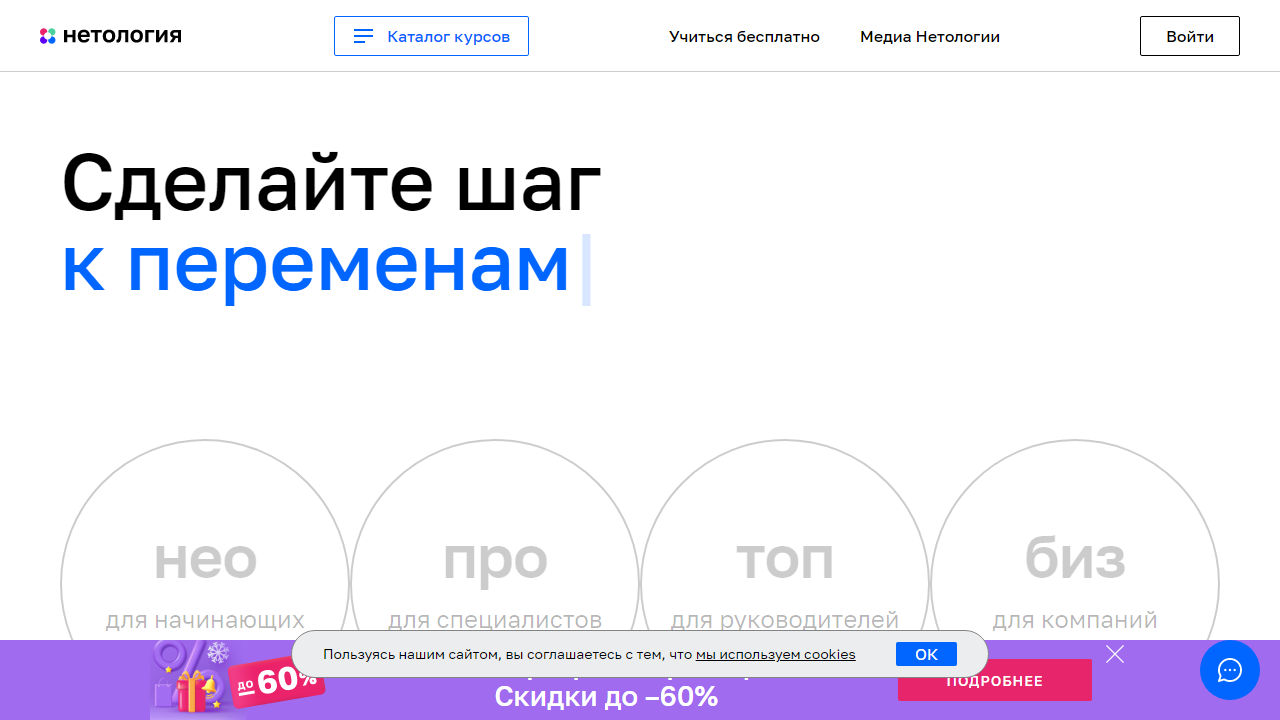 нетология
Каталог курсов
Учиться бесплатно
Медиа Нетологии
Войти
Сделайте шаг
к переменам
нео
про
топ
биз
для начинающих
для специалистов
для руководителей
для компаний
Пользуясь нашим сайтом, вы соглашаетесь с тем, что мы используем cookies
ОК
до 60%
Скидки до –60%
ПОДРОБНЕЕ